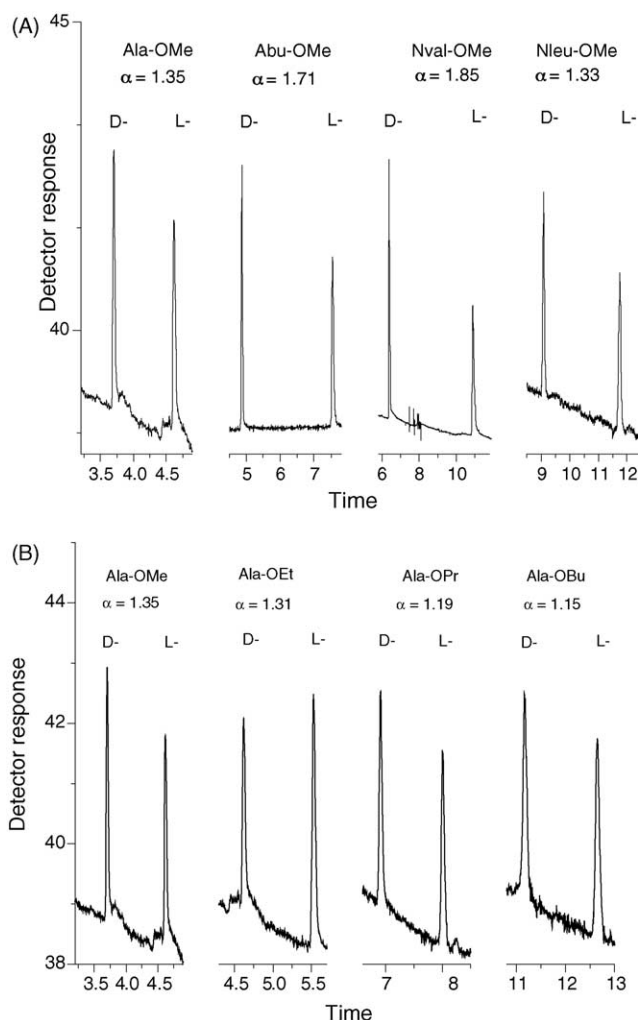 (A)
45
Ala-OMe Abu-OMe Nval-OMe Nleu-OMe
α = 1.35 α = 1.71 α = 1.85 α = 1.33
D- L- D- L- D- L- D- L-
Detector response
40
3.5 4.0 4.5 5 6 7 6 8 10 9 10 11 12
Time
(B)
44
Ala-OMe Ala-OEt Ala-OPr Ala-OBu
α = 1.35 α = 1.31 α = 1.19 α = 1.15
D- L- D- L- D- L- D- L-
42
Detector response
40
38
3.5 4.0 4.5 4.5 5.0 5.5 7 8 11 12 13
Time